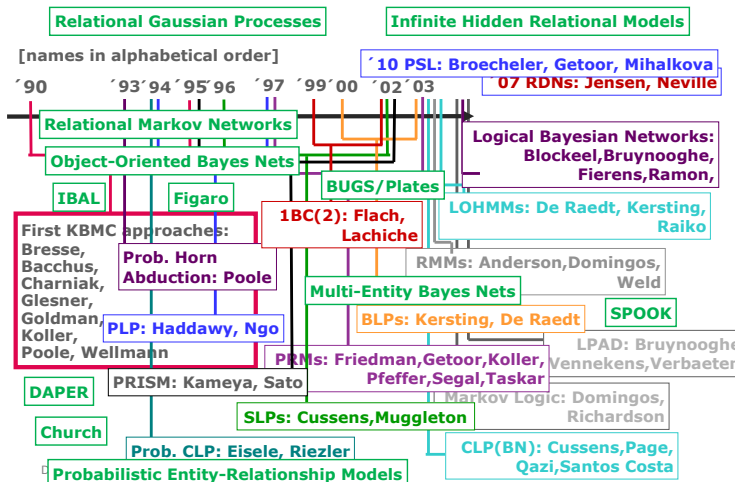 Relational Gaussian Processes
Infinite Hidden Relational Models
[names in alphabetical order]
´10 PSL: Broecheler, Getoor, Mihalkova
´90
´93
´94
´95
´96
´97
´99
´00
´02
´03
´07 RDNs: Jensen, Neville
Relational Markov Networks
Logical Bayesian Networks:
Blockeel,Bruynooghe,
Fierens,Ramon,
Object-Oriented Bayes Nets
BUGS/Plates
IBAL
Figaro
LOHMMs: De Raedt, Kersting,
Raiko
1BC(2): Flach,
Lachiche
First KBMC approaches:
Bresse,
Bacchus,
Charniak,
Glesner,
Goldman,
Koller,
Poole, Wellmann
Prob. Horn
Abduction: Poole
RMMs: Anderson,Domingos,
Weld
Multi-Entity Bayes Nets
SPOOK
BLPs: Kersting, De Raedt
PLP: Haddawy, Ngo
LPAD: Bruynooghe
Vennekens,Verbaeten
PRMs: Friedman,Getoor,Koller,
Pfeffer,Segal,Taskar
PRISM: Kameya, Sato
DAPER
Markov Logic: Domingos,
Richardson
SLPs: Cussens,Muggleton
Church
Prob. CLP: Eisele, Riezler
CLP(BN): Cussens,Page,
Qazi,Santos Costa
Probabilistic Entity-Relationship Models